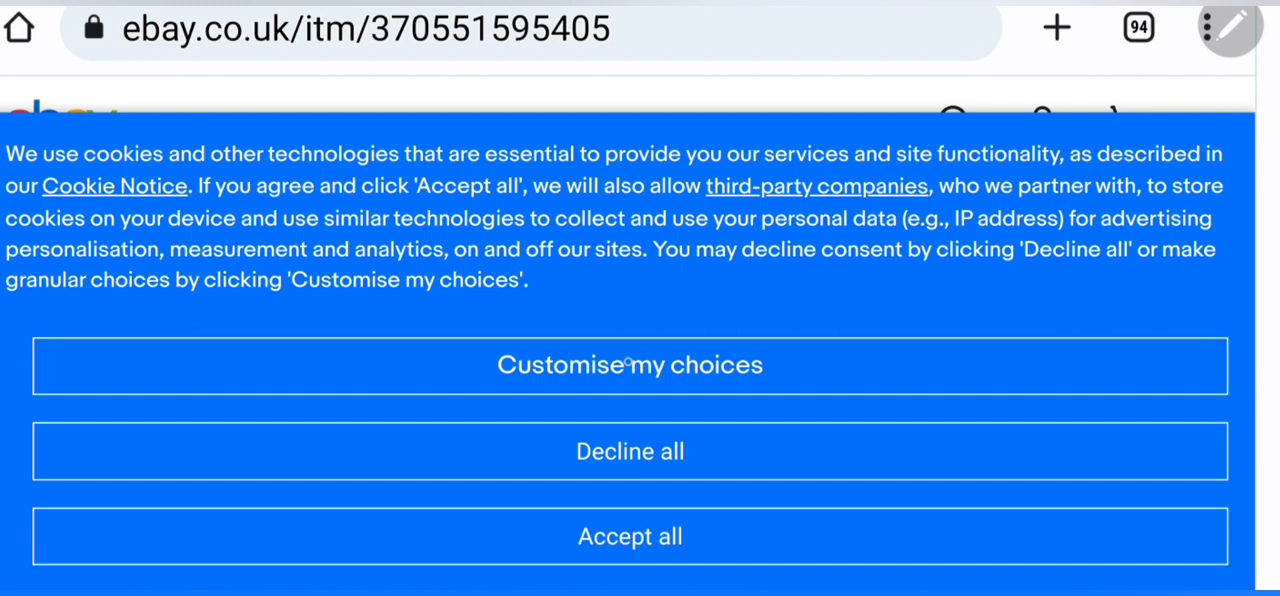 ebay.co.uk/itm/370551595405
94
We use cookies and other technologies that are essential to provide you our services and site functionality, as described in
our Cookie Notice. If you agree and click 'Accept all', we will also allow third-party companies, who we partner with, to store
cookies on your device and use similar technologies to collect and use your personal data (e.g., IP address) for advertising
personalisation, measurement and analytics, on and off our sites. You may decline consent by clicking 'Decline all' or make
granular choices by clicking 'Customise my choices'.
Customise my choices
Decline all
Accept all